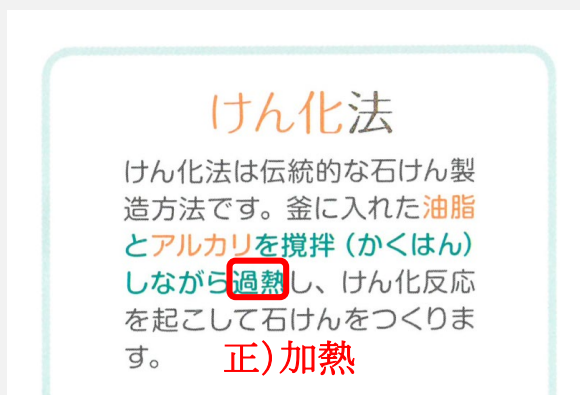 けん化法
けん化法は伝統的な石けん製
造方法です。釜に入れた油脂
とアルカリを撹拌（かくはん）
しながら過熱し、けん化反応
を起こして石けんをつくりま
す。
正）加熱